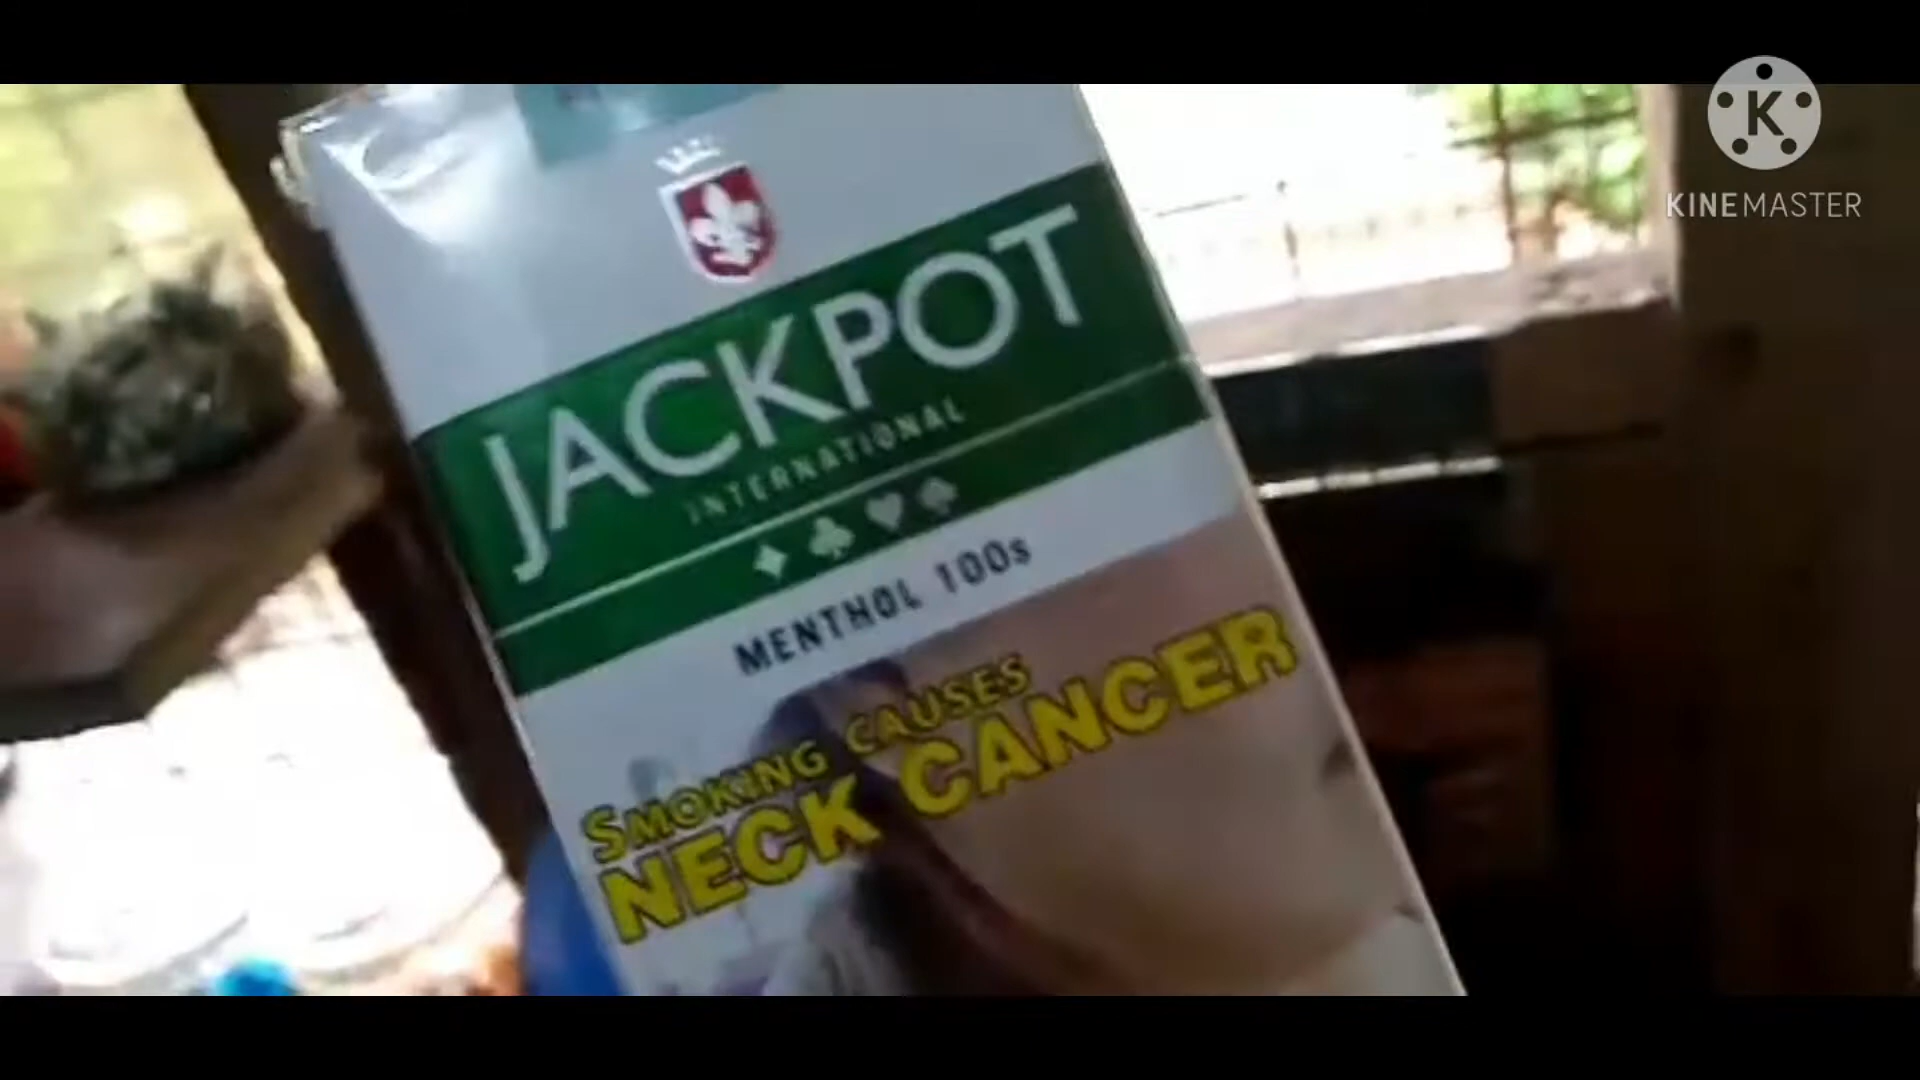 K
KINEMASTER
JACKPOT
INTERNATIONAL
MENTHOL 100s
SMOKING CAUSES
NECK CANCER